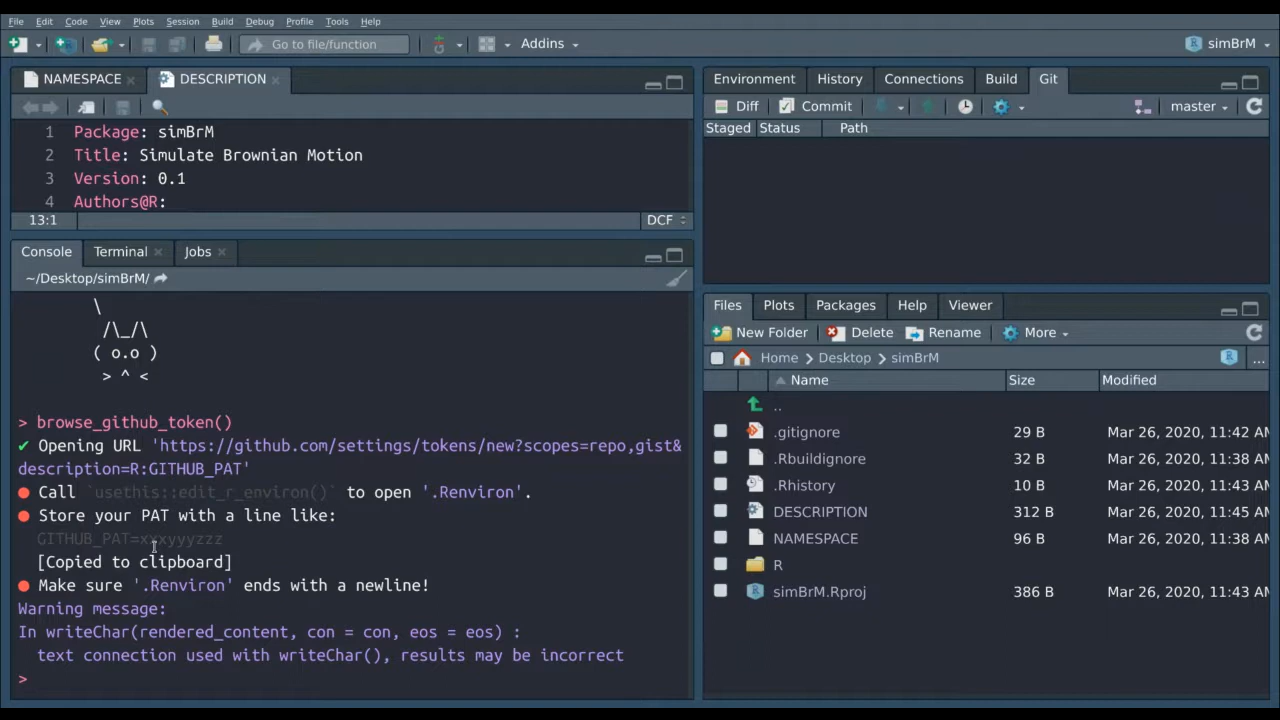 File Edit Code View Plots Session Build Debug Profile Tools Help
Go to file/function Addins simBrM
NAMESPACE DESCRIPTION
1 Package: simBrM
2 Title: Simulate Brownian Motion
3 Version: 0.1
4 Authors@R:
13:1 DCF
Console Terminal Jobs
~/Desktop/simBrM/
\
/\_/\
( o.o )
> ^ <
> browse_github_token()
✔ Opening URL 'https://github.com/settings/tokens/new?scopes=repo,gist&
description=R:GITHUB_PAT'
● Call `usethis::edit_r_environ()` to open '.Renviron'.
● Store your PAT with a line like:
GITHUB_PAT=xxxyyyzzz
[Copied to clipboard]
● Make sure '.Renviron' ends with a newline!
Warning message:
In writeChar(rendered_content, con = con, eos = eos) :
text connection used with writeChar(), results may be incorrect
>
Environment History Connections Build Git
Diff Commit master
Staged Status Path
Files Plots Packages Help Viewer
New Folder Delete Rename More
Home Desktop simBrM ...
Name Size Modified
..
.gitignore 29 B Mar 26, 2020, 11:42 AM
.Rbuildignore 32 B Mar 26, 2020, 11:38 AM
.Rhistory 10 B Mar 26, 2020, 11:43 AM
DESCRIPTION 312 B Mar 26, 2020, 11:45 AM
NAMESPACE 96 B Mar 26, 2020, 11:38 AM
R
simBrM.Rproj 386 B Mar 26, 2020, 11:43 AM